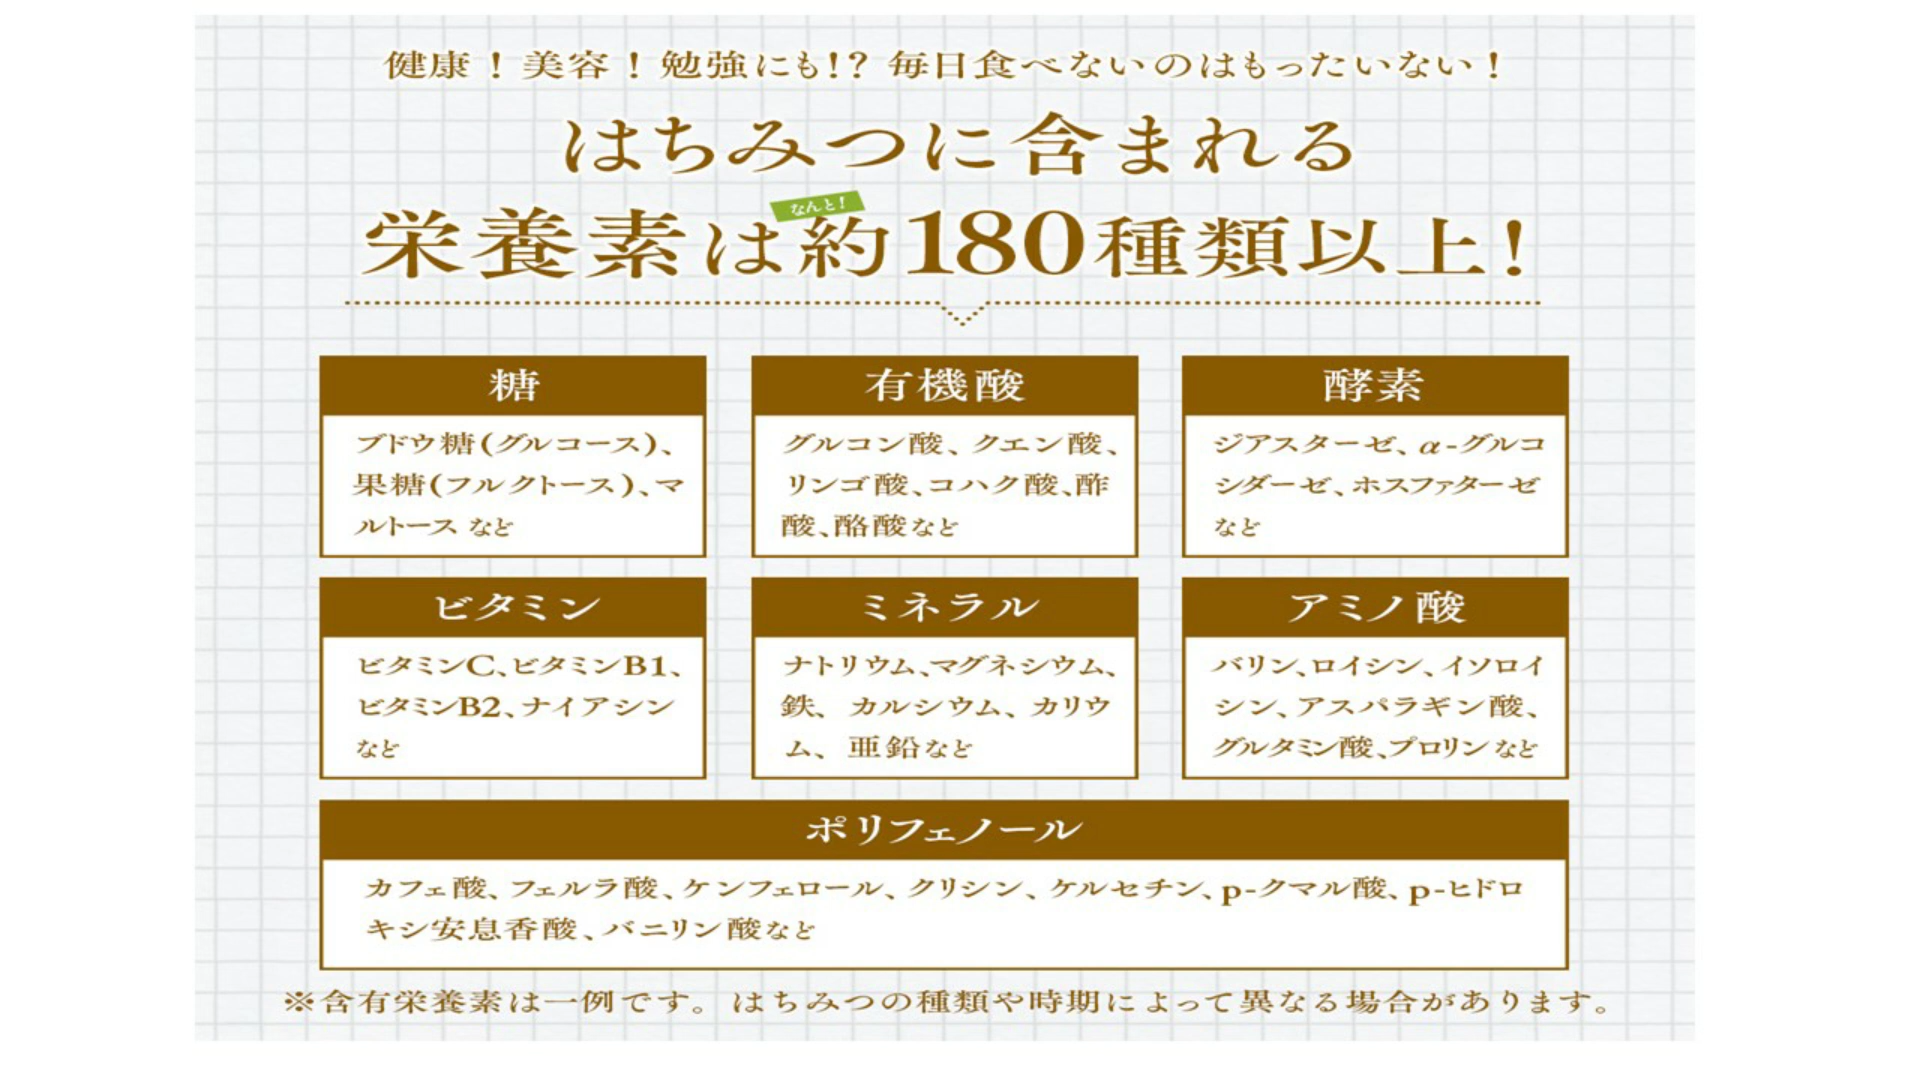 健康！美容！勉強にも!？毎日食べないのはもったいない！
はちみつに含まれる
なんと！
栄養素は約180種類以上！
糖
ブドウ糖(グルコース)、
果糖(フルクトース)、マ
ルトース など
有機酸
グルコン酸、クエン酸、
リンゴ酸、コハク酸、酢
酸、酪酸など
酵素
ジアスターゼ、α-グルコ
シダーゼ、ホスファターゼ
など
ビタミン
ビタミンC、ビタミンB1、
ビタミンB2、ナイアシン
など
ミネラル
ナトリウム、マグネシウム、
鉄、カルシウム、カリウ
ム、亜鉛など
アミノ酸
バリン、ロイシン、イソロイ
シン、アスパラギン酸、
グルタミン酸、プロリンなど
ポリフェノール
カフェ酸、フェルラ酸、ケンフェロール、クリシン、ケルセチン、p-クマル酸、p-ヒドロ
キシ安息香酸、バニリン酸など
※含有栄養素は一例です。はちみつの種類や時期によって異なる場合があります。